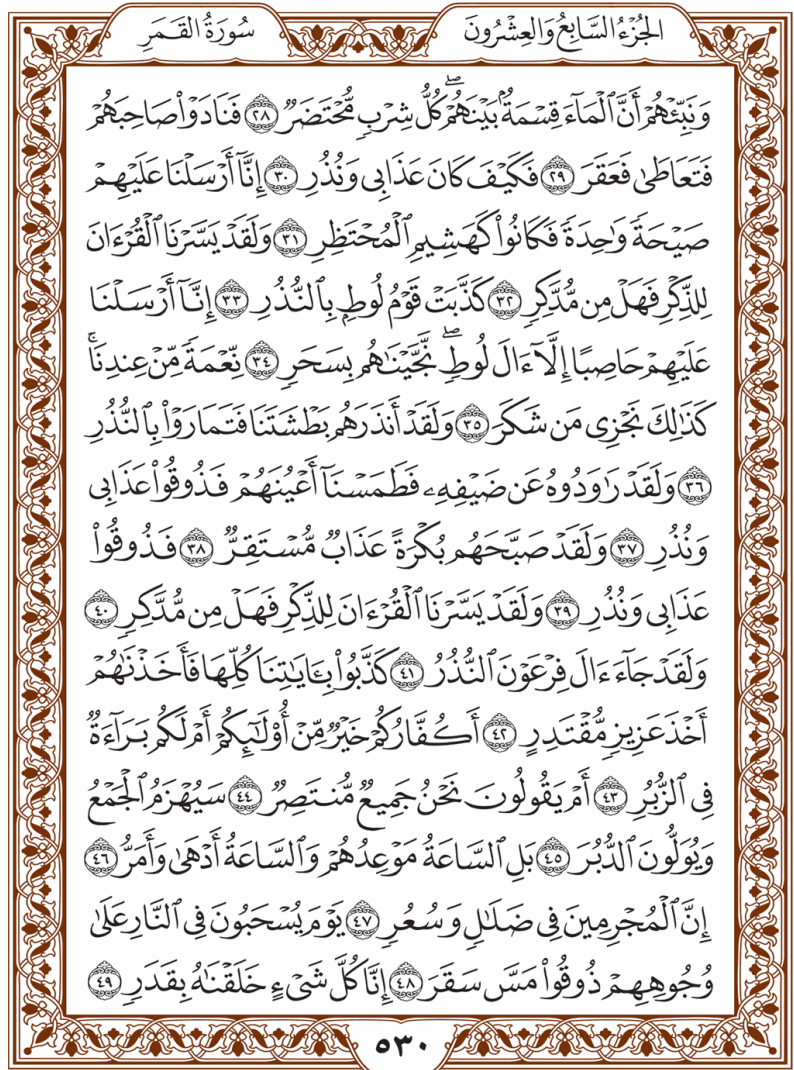 الجُزْءُ السَّابِعُ وَالعِشْرُونَ
سُورَةُ القَمَرِ
وَنَبِّئْهُمْ أَنَّ ٱلْمَآءَ قِسْمَةُۢ بَيْنَهُمْۖ كُلُّ شِرْبٖ مُّحْتَضَرٞ ٢٨ فَنَادَوْاْ صَاحِبَهُمْ
فَتَعَاطَىٰ فَعَقَرَ ٢٩ فَكَيْفَ كَانَ عَذَابِي وَنُذُرِ ٣٠ إِنَّآ أَرْسَلْنَا عَلَيْهِمْ
صَيْحَةٗ وَٰحِدَةٗ فَكَانُواْ كَهَشِيمِ ٱلْمُحْتَظِرِ ٣١ وَلَقَدْ يَسَّرْنَا ٱلْقُرْءَانَ
لِلذِّكْرِ فَهَلْ مِن مُّدَّكِرٖ ٣٢ كَذَّبَتْ قَوْمُ لُوطِۭ بِٱلنُّذُرِ ٣٣ إِنَّآ أَرْسَلْنَا
عَلَيْهِمْ حَاصِبًا إِلَّآ ءَالَ لُوطٖۖ نَّجَّيْنَٰهُم بِسَحَرٖ ٣٤ نِّعْمَةٗ مِّنْ عِندِنَاۚ
كَذَٰلِكَ نَجْزِي مَن شَكَرَ ٣٥ وَلَقَدْ أَنذَرَهُم بَطْشَتَنَا فَتَمَارَوْاْ بِٱلنُّذُرِ
٣٦ وَلَقَدْ رَٰوَدُوهُ عَن ضَيْفِهِۦ فَطَمَسْنَآ أَعْيُنَهُمْ فَذُوقُواْ عَذَابِي
وَنُذُرِ ٣٧ وَلَقَدْ صَبَّحَهُم بُكْرَةً عَذَابٞ مُّسْتَقِرّٞ ٣٨ فَذُوقُواْ
عَذَابِي وَنُذُرِ ٣٩ وَلَقَدْ يَسَّرْنَا ٱلْقُرْءَانَ لِلذِّكْرِ فَهَلْ مِن مُّدَّكِرٖ ٤٠
وَلَقَدْ جَآءَ ءَالَ فِرْعَوْنَ ٱلنُّذُرُ ٤١ كَذَّبُواْ بِـَٔايَٰتِنَا كُلِّهَا فَأَخَذْنَٰهُمْ
أَخْذَ عَزِيزٖ مُّقْتَدِرٍ ٤٢ أَكُفَّارُكُمْ خَيْرٞ مِّنْ أُوْلَٰٓئِكُمْ أَمْ لَكُم بَرَآءَةٞ
فِي ٱلزُّبُرِ ٤٣ أَمْ يَقُولُونَ نَحْنُ جَمِيعٞ مُّنتَصِرٞ ٤٤ سَيُهْزَمُ ٱلْجَمْعُ
وَيُوَلُّونَ ٱلدُّبُرَ ٤٥ بَلِ ٱلسَّاعَةُ مَوْعِدُهُمْ وَٱلسَّاعَةُ أَدْهَىٰ وَأَمَرُّ ٤٦
إِنَّ ٱلْمُجْرِمِينَ فِي ضَلَٰلٖ وَسُعُرٖ ٤٧ يَوْمَ يُسْحَبُونَ فِي ٱلنَّارِ عَلَىٰ
وُجُوهِهِمْ ذُوقُواْ مَسَّ سَقَرَ ٤٨ إِنَّا كُلَّ شَيْءٍ خَلَقْنَٰهُ بِقَدَرٖ ٤٩
٥٣٠